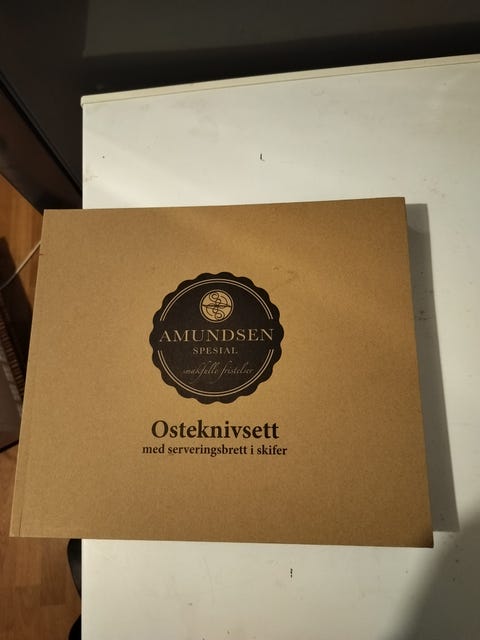 AMUNDSEN
SPESIAL
smakfulle fristelser
Osteknivsett
med serveringsbrett i skifer